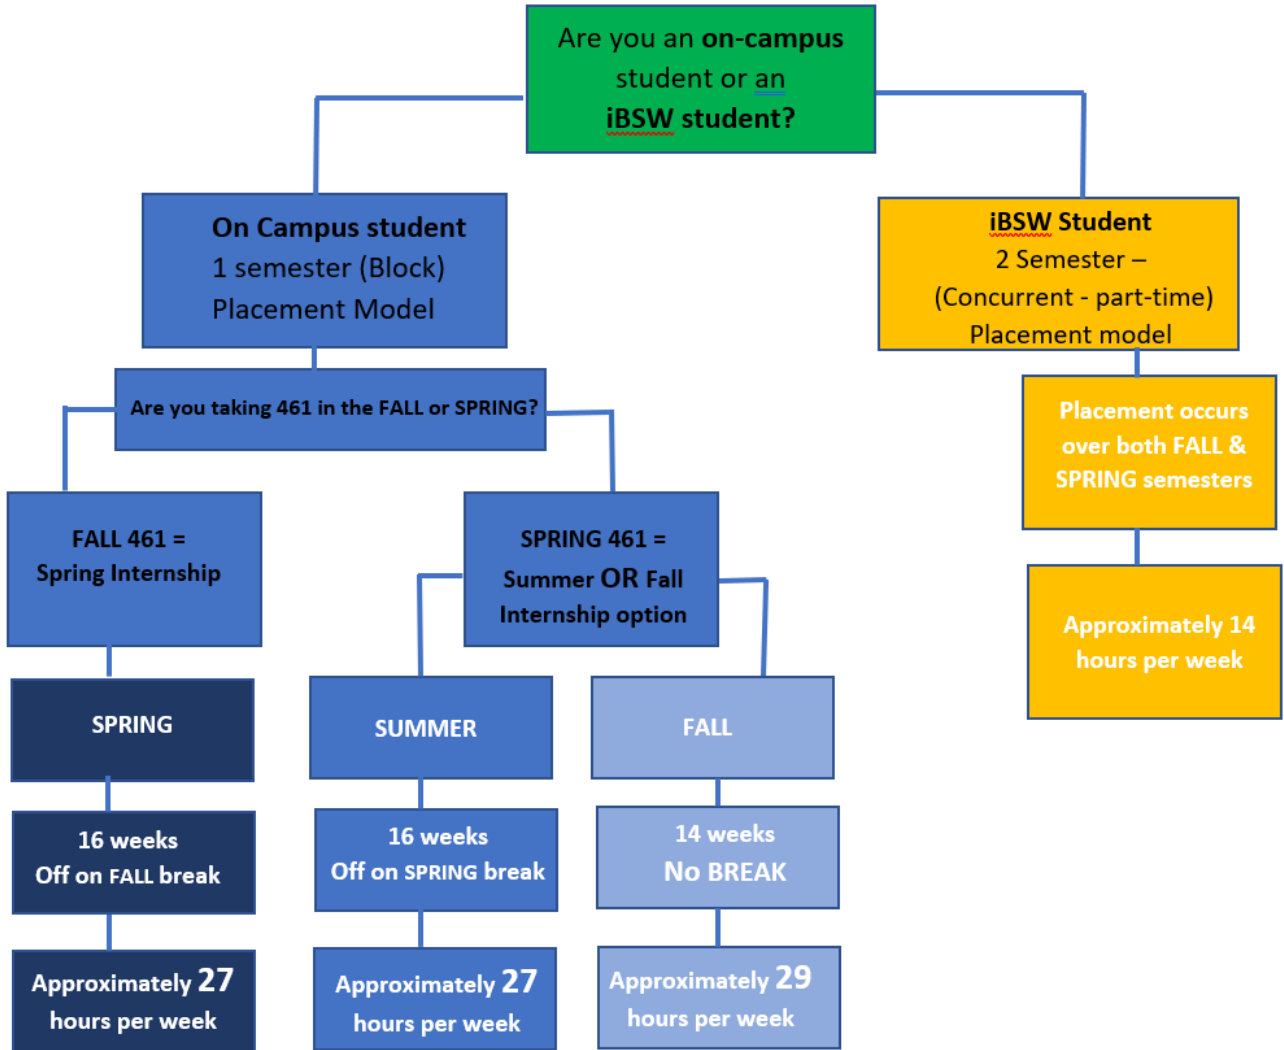 Are you an on-campus
student or an
iBSW student?
On Campus student
1 semester (Block)
Placement Model
iBSW Student
2 Semester –
(Concurrent - part-time)
Placement model
Are you taking 461 in the FALL or SPRING?
Placement occurs
over both FALL &
SPRING semesters
FALL 461 =
Spring Internship
SPRING 461 =
Summer OR Fall
Internship option
Approximately 14
hours per week
SPRING
SUMMER
FALL
16 weeks
Off on FALL break
16 weeks
Off on SPRING break
14 weeks
No BREAK
Approximately 27
hours per week
Approximately 27
hours per week
Approximately 29
hours per week